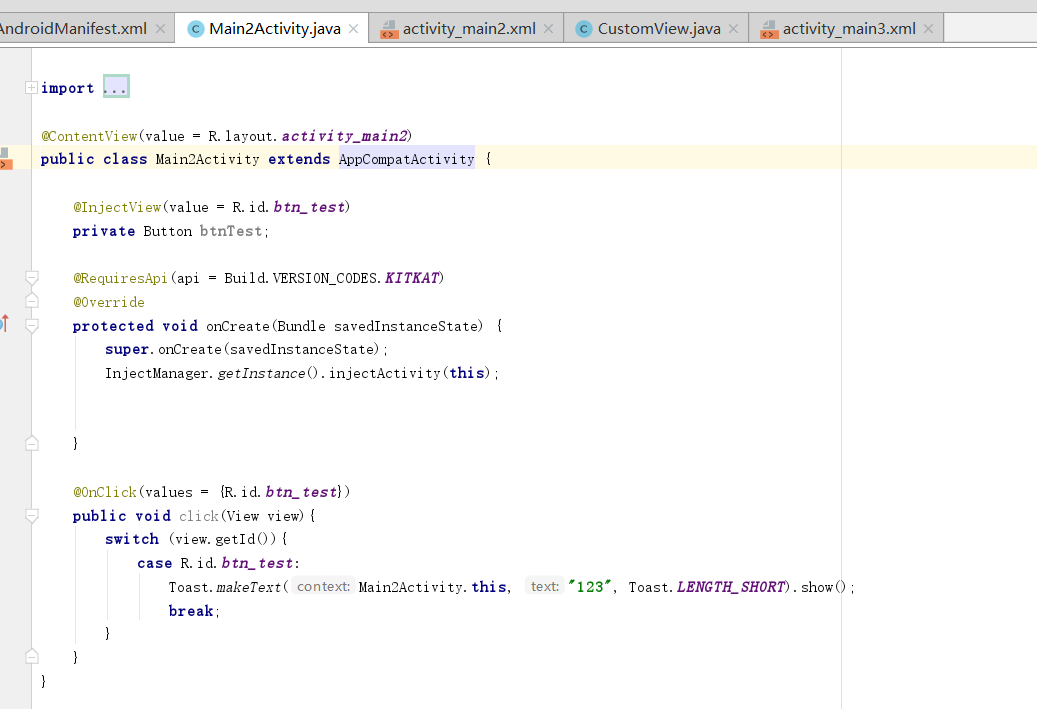 AndroidManifest.xml Main2Activity.java activity_main2.xml CustomView.java activity_main3.xml
import ...
@ContentView(value = R.layout.activity_main2)
public class Main2Activity extends AppCompatActivity {
@InjectView(value = R.id.btn_test)
private Button btnTest;
@RequiresApi(api = Build.VERSION_CODES.KITKAT)
@Override
protected void onCreate(Bundle savedInstanceState) {
super.onCreate(savedInstanceState);
InjectManager.getInstance().injectActivity(this);
}
@OnClick(values = {R.id.btn_test})
public void click(View view){
switch (view.getId()){
case R.id.btn_test:
Toast.makeText( context: Main2Activity.this, text: "123", Toast.LENGTH_SHORT).show();
break;
}
}
}